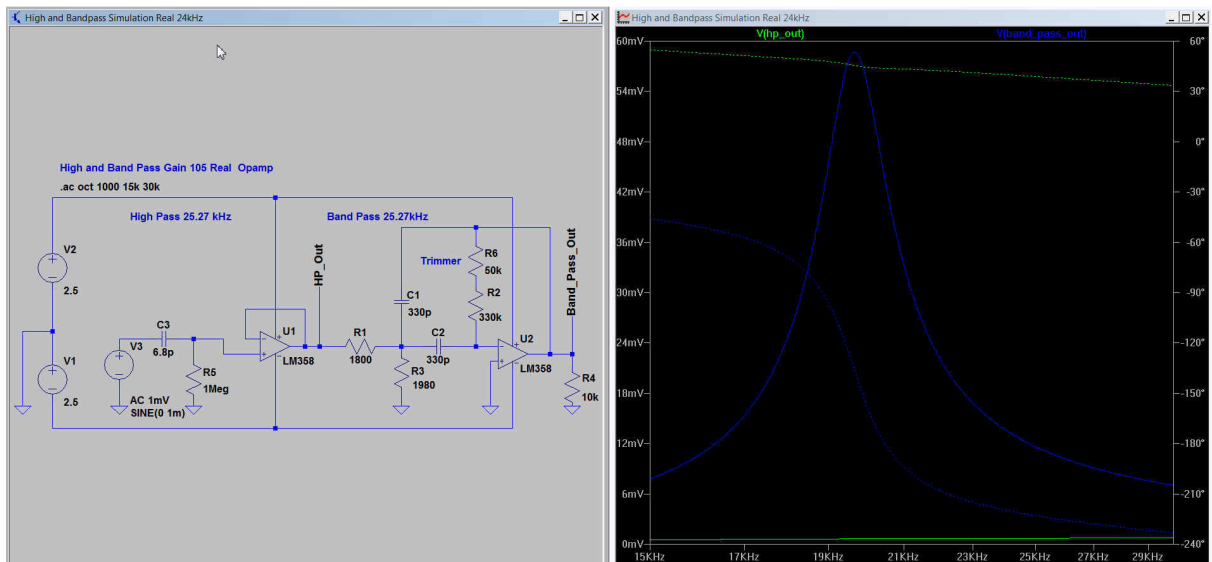 High and Bandpass Simulation Real 24kHz
High and Band Pass Gain 105 Real Opamp
.ac oct 1000 15k 30k
High Pass 25.27 kHz
Band Pass 25.27kHz
V2
2.5
V1
2.5
V3
AC 1mV
SINE(0 1m)
C3
6.8p
R5
1Meg
U1
LM358
HP_Out
R1
1800
C1
330p
R3
1980
C2
330p
Trimmer
R6
50k
R2
330k
U2
LM358
Band_Pass_Out
R4
10k
High and Bandpass Simulation Real 24kHz
V(hp_out)
V(band_pass_out)
60mV
54mV
48mV
42mV
36mV
30mV
24mV
18mV
12mV
6mV
0mV
60°
30°
0°
-30°
-60°
-90°
-120°
-150°
-180°
-210°
-240°
15KHz
17KHz
19KHz
21KHz
23KHz
25KHz
27KHz
29KHz